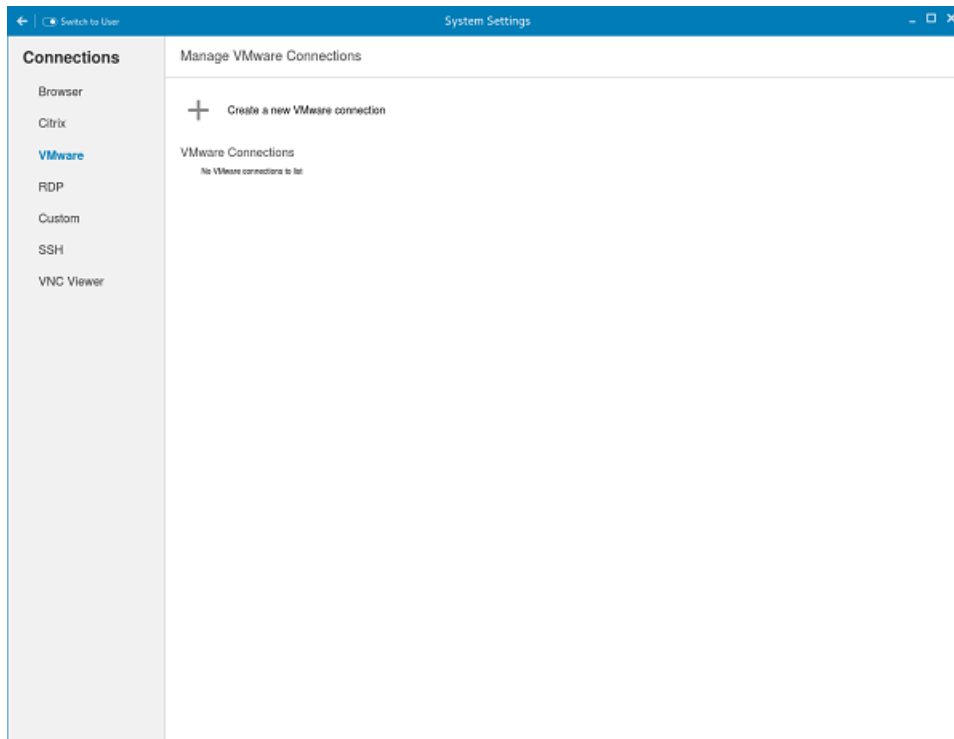 Switch to User
System Settings
Connections
Manage VMware Connections
Browser
Create a new VMware connection
Citrix
VMware
VMware Connections
No VMware connections to list
RDP
Custom
SSH
VNC Viewer